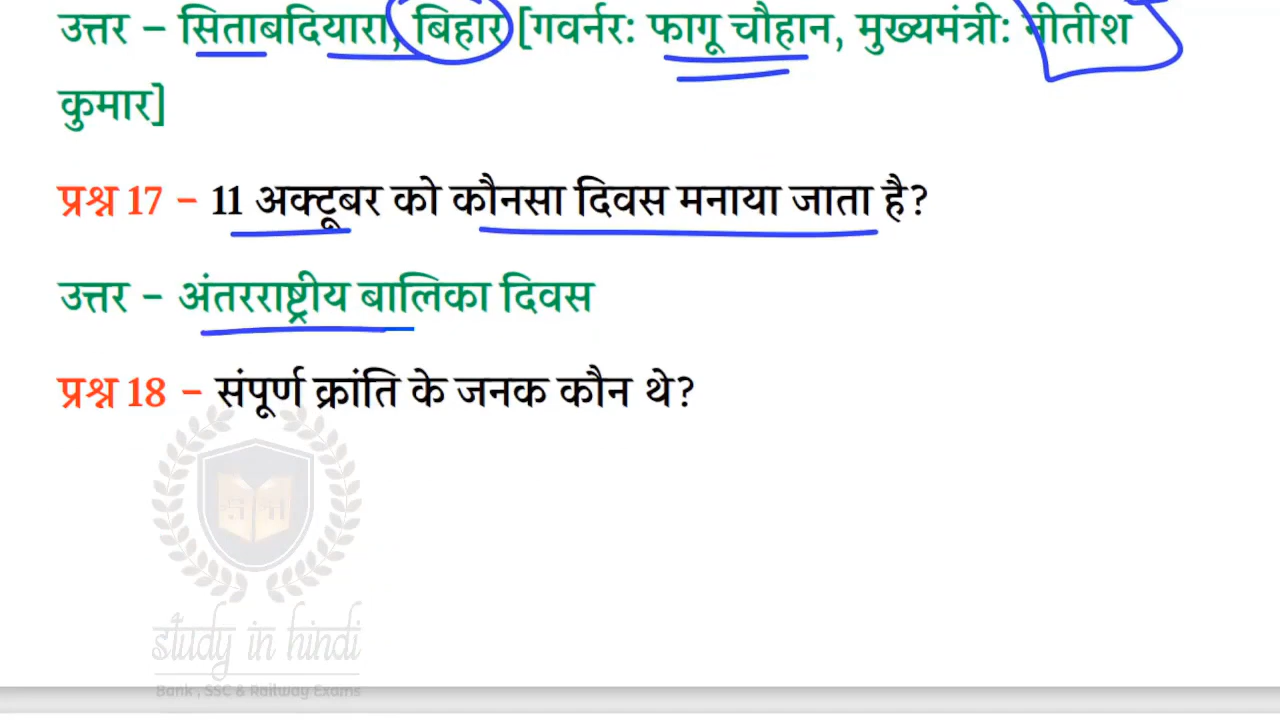 उत्तर – सिताबदियारा, बिहार [गवर्नर: फागू चौहान, मुख्यमंत्री: नीतीश
कुमार]
प्रश्न 17 – 11 अक्टूबर को कौनसा दिवस मनाया जाता है?
उत्तर – अंतरराष्ट्रीय बालिका दिवस
प्रश्न 18 – संपूर्ण क्रांति के जनक कौन थे?
study in hindi
Bank , SSC & Railway Exams